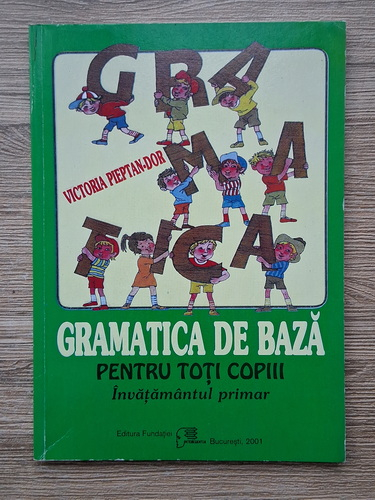 GRA
MA
TICA
VICTORIA PIEPTAN-DOR
GRAMATICA DE BAZĂ
PENTRU TOȚI COPIII
Învățământul primar
Editura Fundației București, 2001